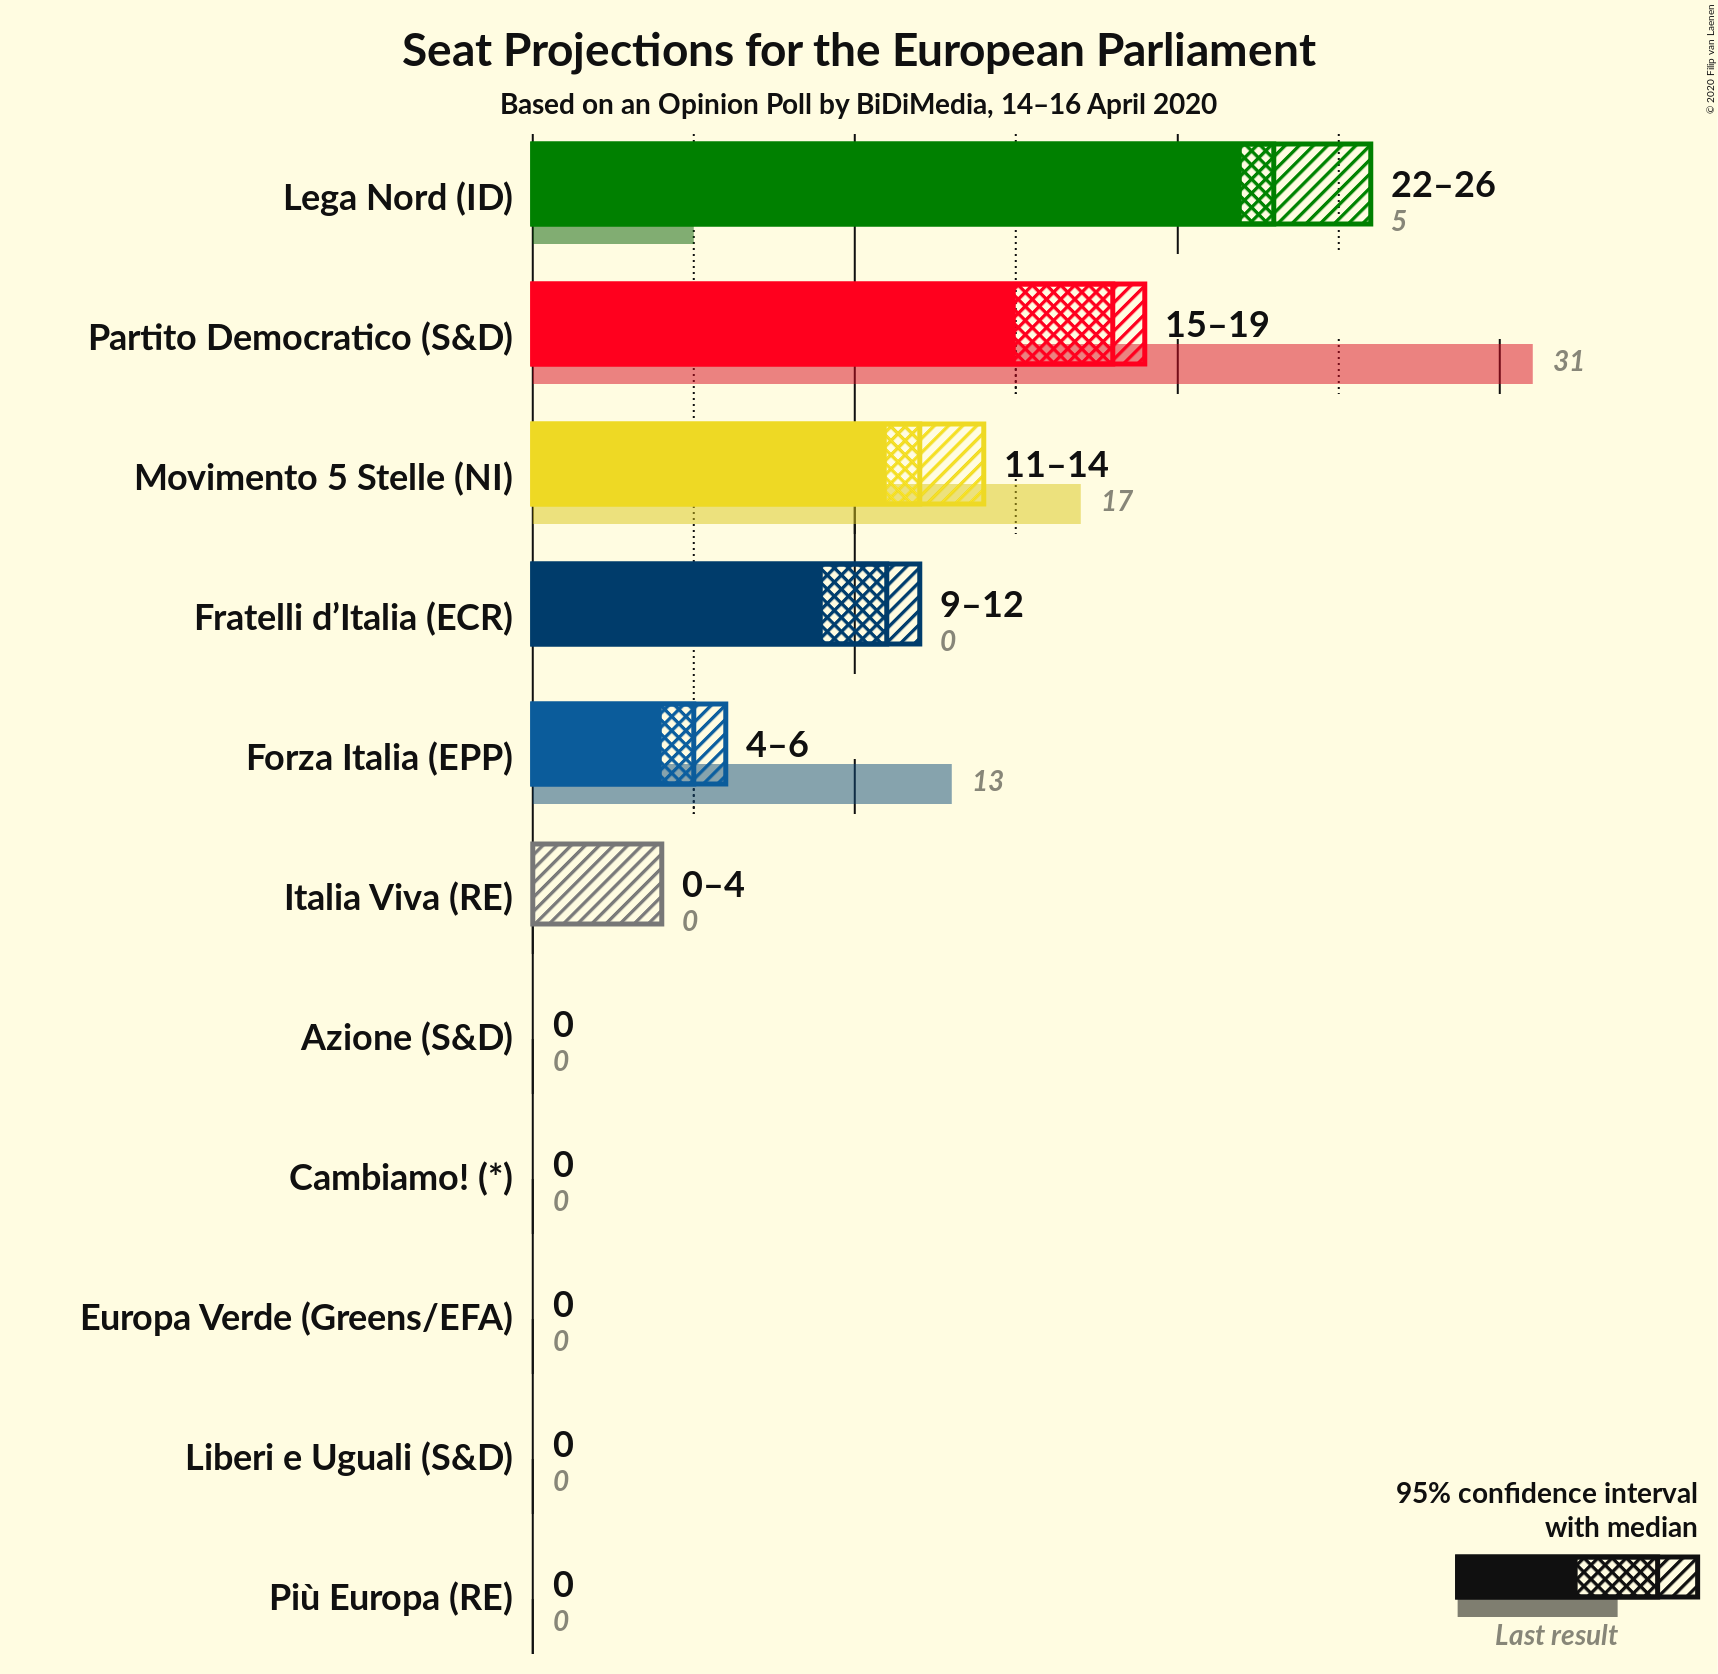 Seat Projections for the European Parliament
Based on an Opinion Poll by BiDiMedia, 14–16 April 2020
© 2020 Filip van Laenen
Lega Nord (ID)
22–26
5
Partito Democratico (S&D)
15–19
31
Movimento 5 Stelle (NI)
11–14
17
Fratelli d’Italia (ECR)
9–12
0
Forza Italia (EPP)
4–6
13
Italia Viva (RE)
0–4
0
Azione (S&D)
0
0
Cambiamo! (*)
0
0
Europa Verde (Greens/EFA)
0
0
Liberi e Uguali (S&D)
0
0
Più Europa (RE)
0
0
95% confidence interval
with median
Last result